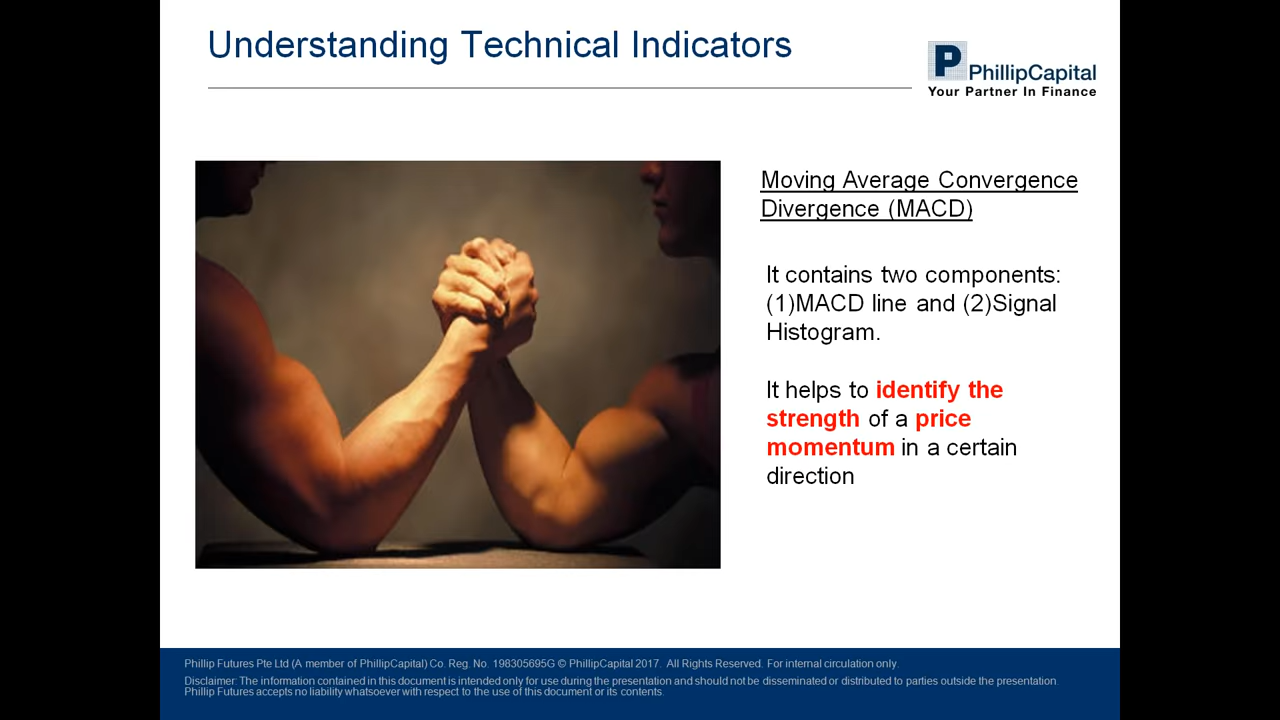 Understanding Technical Indicators
P PhillipCapital
Your Partner In Finance
Moving Average Convergence
Divergence (MACD)
It contains two components:
(1)MACD line and (2)Signal
Histogram.
It helps to identify the
strength of a price
momentum in a certain
direction
Phillip Futures Pte Ltd (A member of PhillipCapital) Co. Reg. No. 198305695G © PhillipCapital 2017. All Rights Reserved. For internal circulation only.
Disclaimer: The information contained in this document is intended only for use during the presentation and should not be disseminated or distributed to parties outside the presentation.
Phillip Futures accepts no liability whatsoever with respect to the use of this document or its contents.